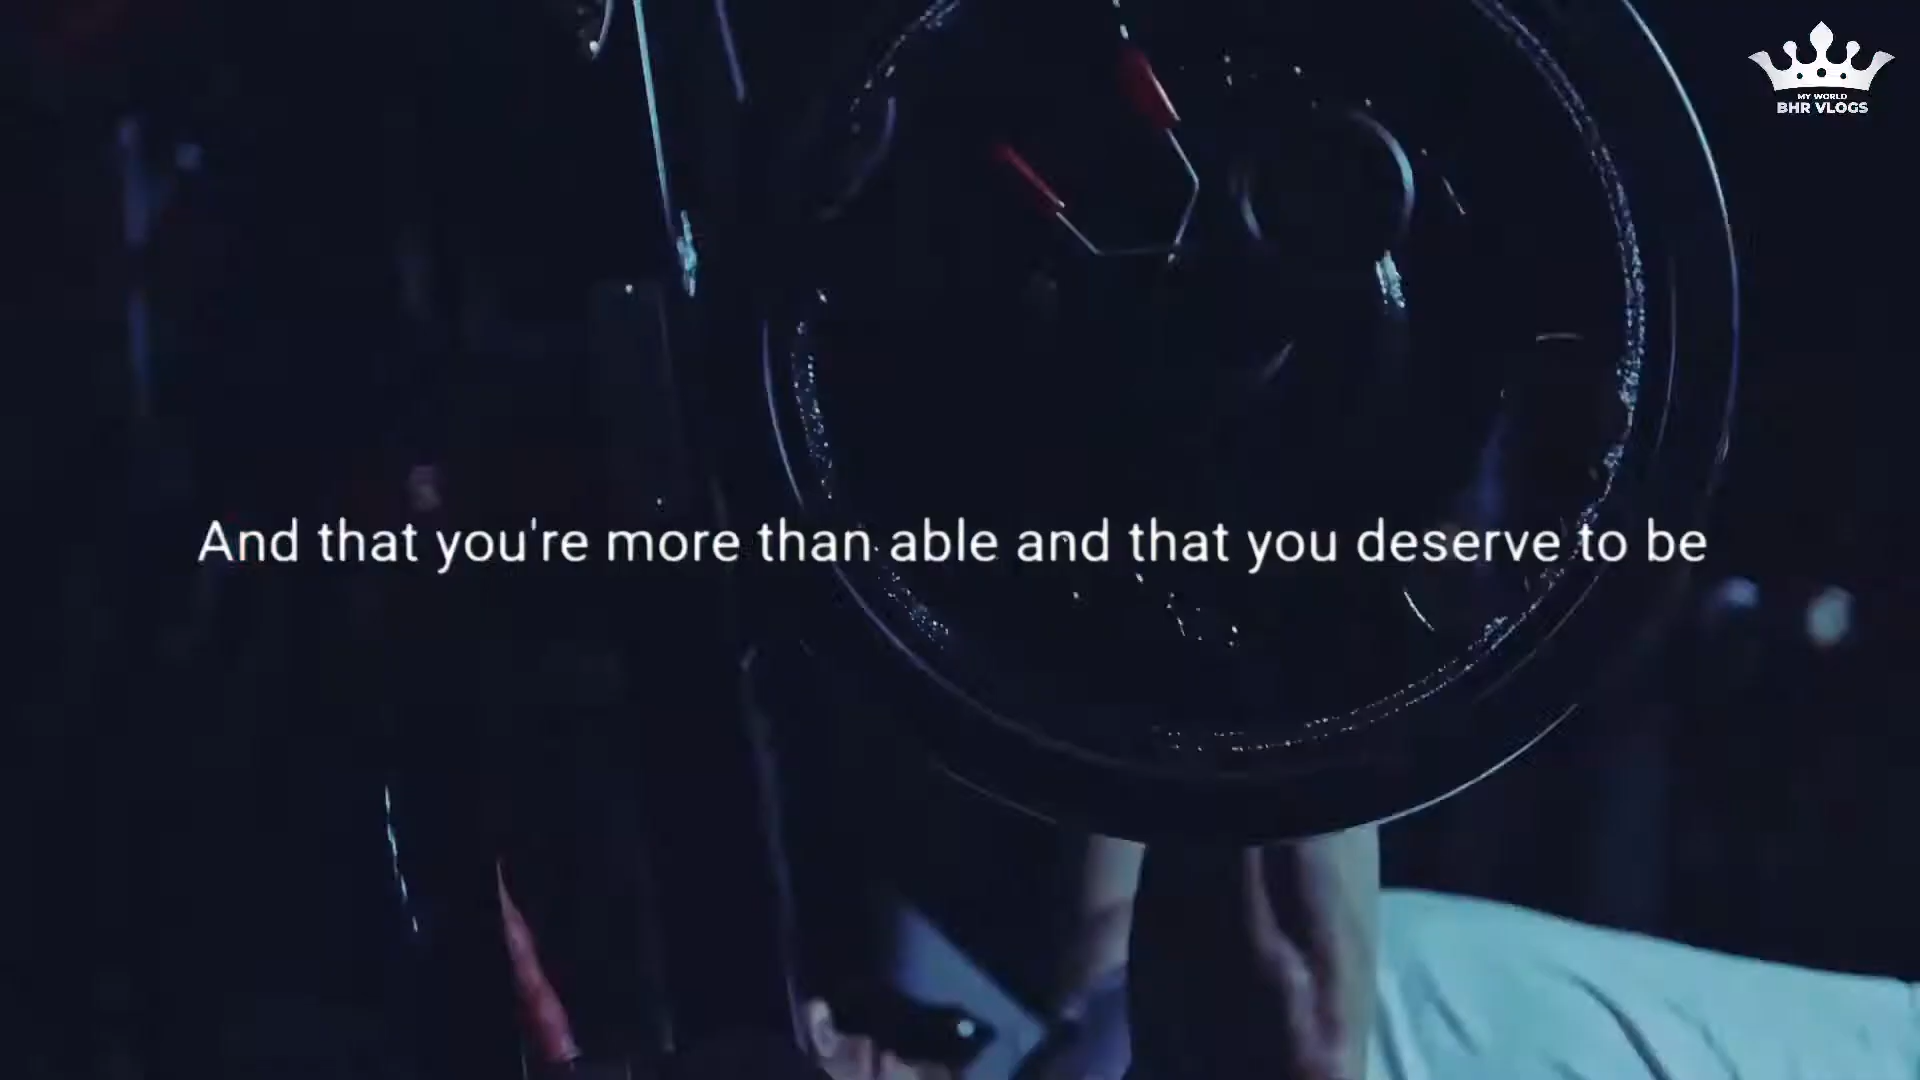 MY WORLD
BHR VLOGS
And that you're more than able and that you deserve to be